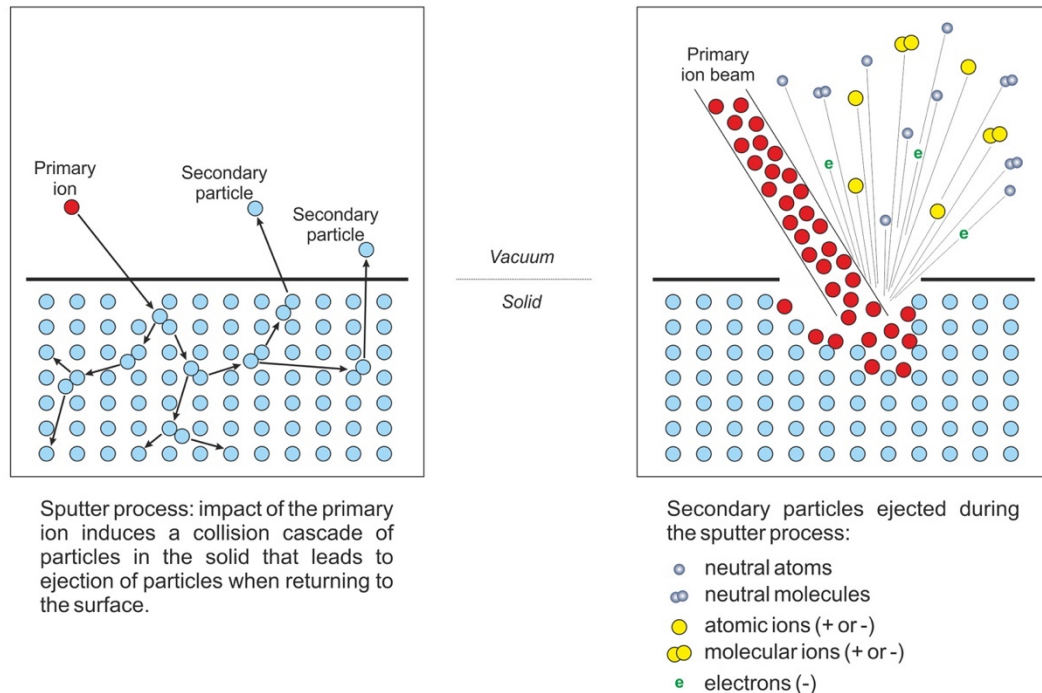 Primary
ion
Secondary
particle
Secondary
particle
Vacuum
Solid
Primary
ion beam
e
e
e
Sputter process: impact of the primary
ion induces a collision cascade of
particles in the solid that leads to
ejection of particles when returning to
the surface.
Secondary particles ejected during
the sputter process:
neutral atoms
neutral molecules
atomic ions (+ or -)
molecular ions (+ or -)
e electrons (-)